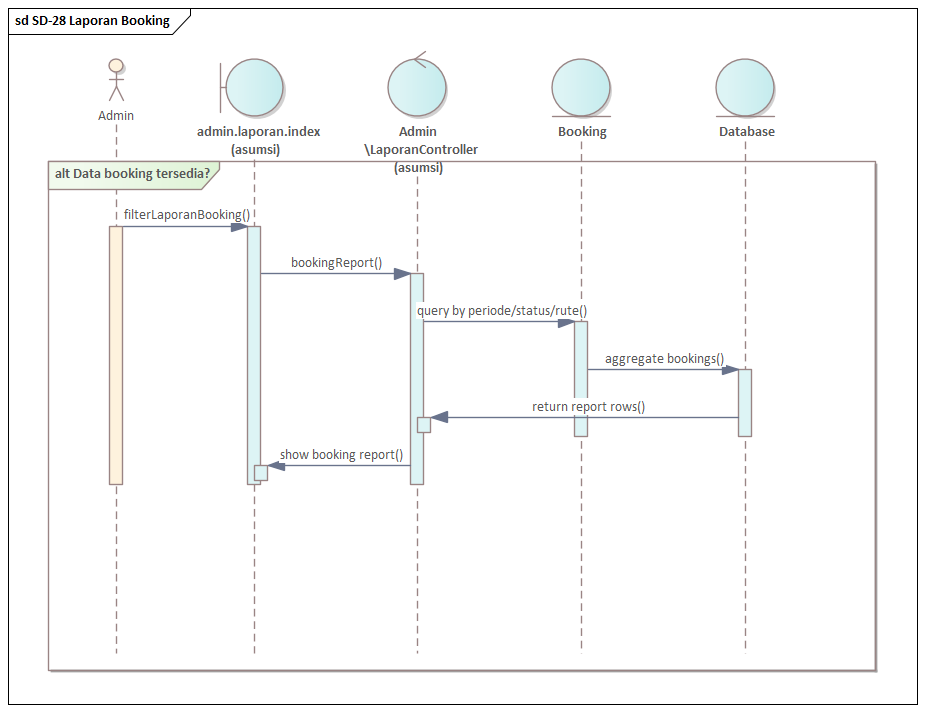 sd SD-28 Laporan Booking
Admin
admin.laporan.index
(asumsi)
Admin
\LaporanController
(asumsi)
Booking
Database
alt Data booking tersedia?
filterLaporanBooking()
bookingReport()
query by periode/status/rute()
aggregate bookings()
return report rows()
show booking report()